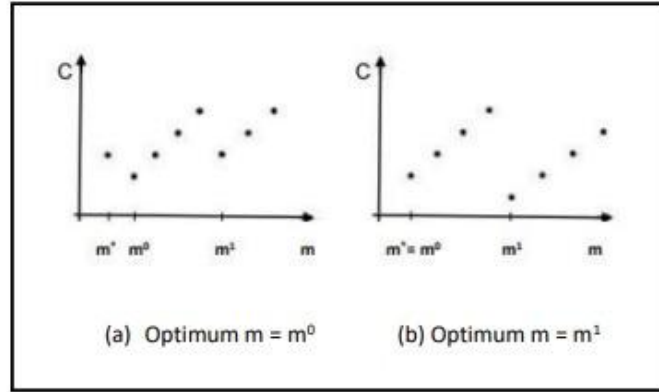 C
m* m⁰ m¹ m
(a) Optimum m = m⁰
C
m*= m⁰ m¹ m
(b) Optimum m = m¹